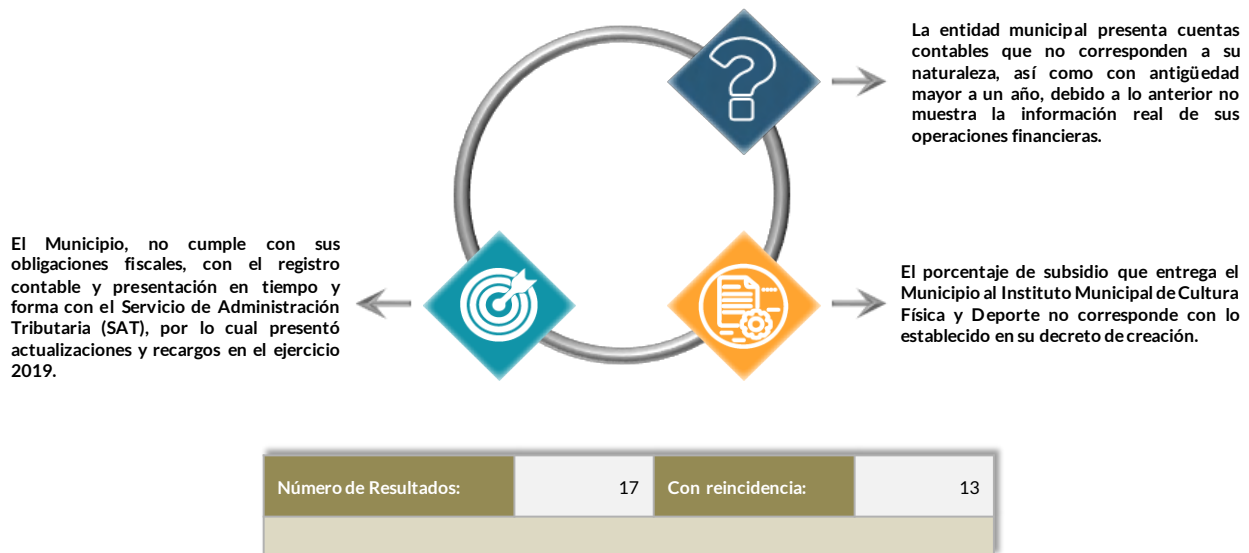 La entidad municipal presenta cuentas
contables que no corresponden a su
naturaleza, así como con antigüedad
mayor a un año, debido a lo anterior no
muestra la información real de sus
operaciones financieras.
El Municipio, no cumple con sus
obligaciones fiscales, con el registro
contable y presentación en tiempo y
forma con el Servicio de Administración
Tributaria (SAT), por lo cual presentó
actualizaciones y recargos en el ejercicio
2019.
El porcentaje de subsidio que entrega el
Municipio al Instituto Municipal de Cultura
Física y Deporte no corresponde con lo
establecido en su decreto de creación.
Número de Resultados: 17 Con reincidencia: 13